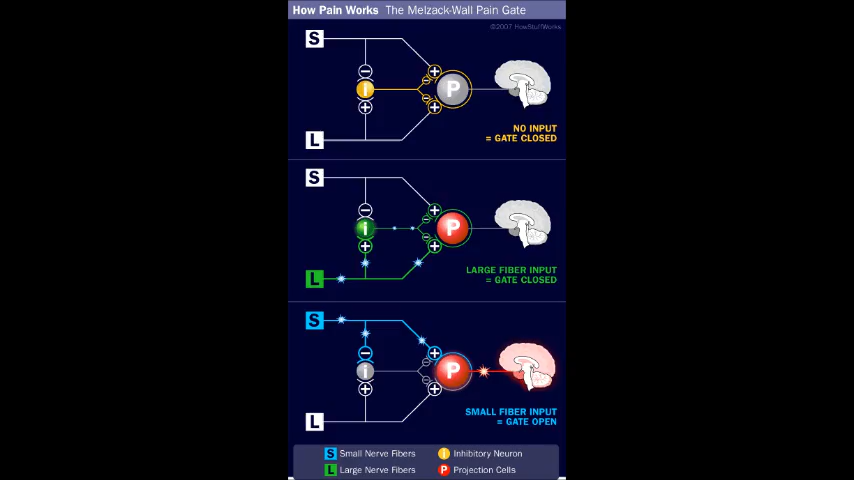 How Pain Works The Melzack-Wall Pain Gate
©2007 HowStuffWorks
S
−
+
−
i
P
−
+
+
L
NO INPUT
= GATE CLOSED
S
−
+
−
i
P
−
+
+
L
LARGE FIBER INPUT
= GATE CLOSED
S
−
+
−
i
P
−
+
+
L
SMALL FIBER INPUT
= GATE OPEN
S Small Nerve Fibers
i Inhibitory Neuron
L Large Nerve Fibers
P Projection Cells